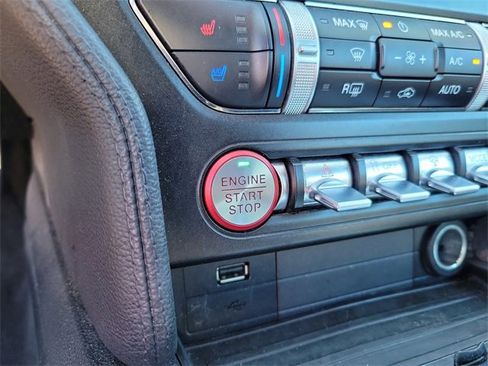 MAX
MAX A/C
R
A/C
AUTO
ENGINE
START
STOP